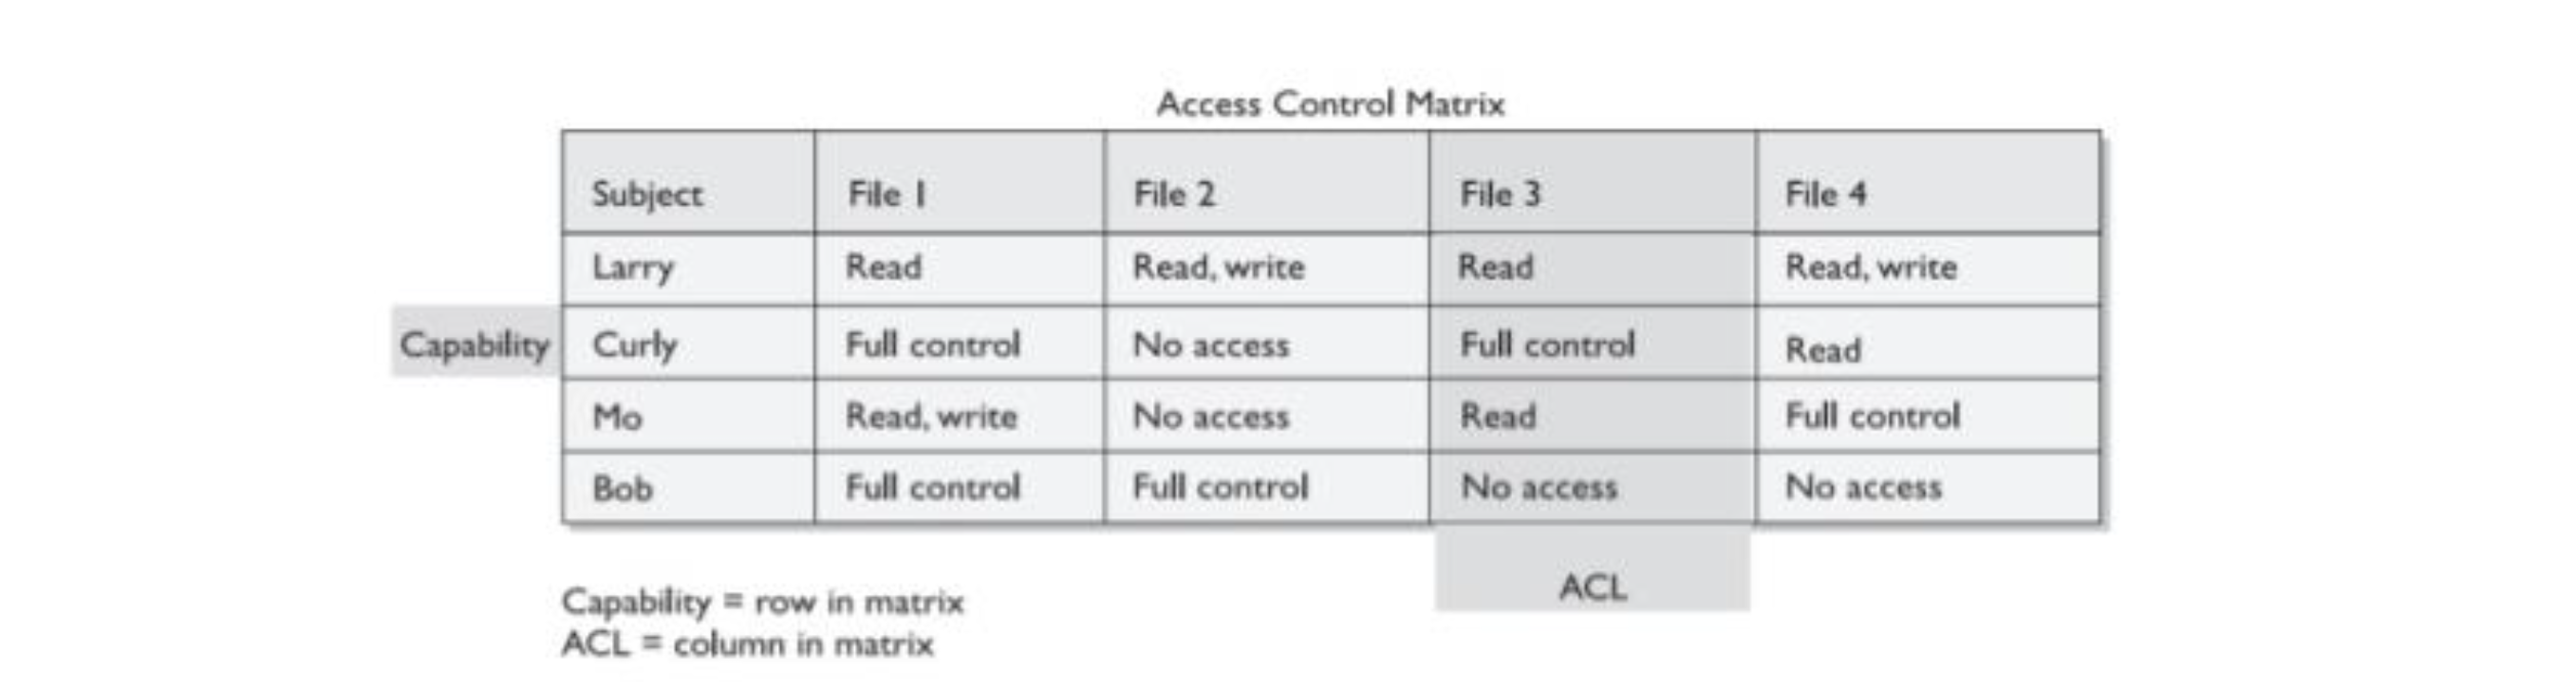 Access Control Matrix
Subject File 1 File 2 File 3 File 4
Larry Read Read, write Read Read, write
Capability Curly Full control No access Full control Read
Mo Read, write No access Read Full control
Bob Full control Full control No access No access
ACL
Capability = row in matrix
ACL = column in matrix